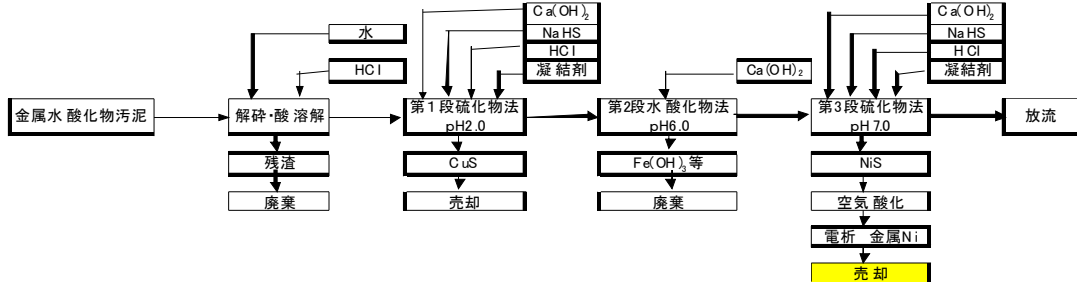 Ca(OH)₂
NaHS
HCl
凝結剤
水
HCl
Ca(OH)₂
Ca(OH)₂
NaHS
HCl
凝結剤
金属水酸化物汚泥
解砕・酸溶解
第1段硫化物法
pH2.0
第2段水酸化物法
pH6.0
第3段硫化物法
pH7.0
放流
残渣
CuS
Fe(OH)₃等
NiS
廃棄
売却
廃棄
空気酸化
電析 金属Ni
売却